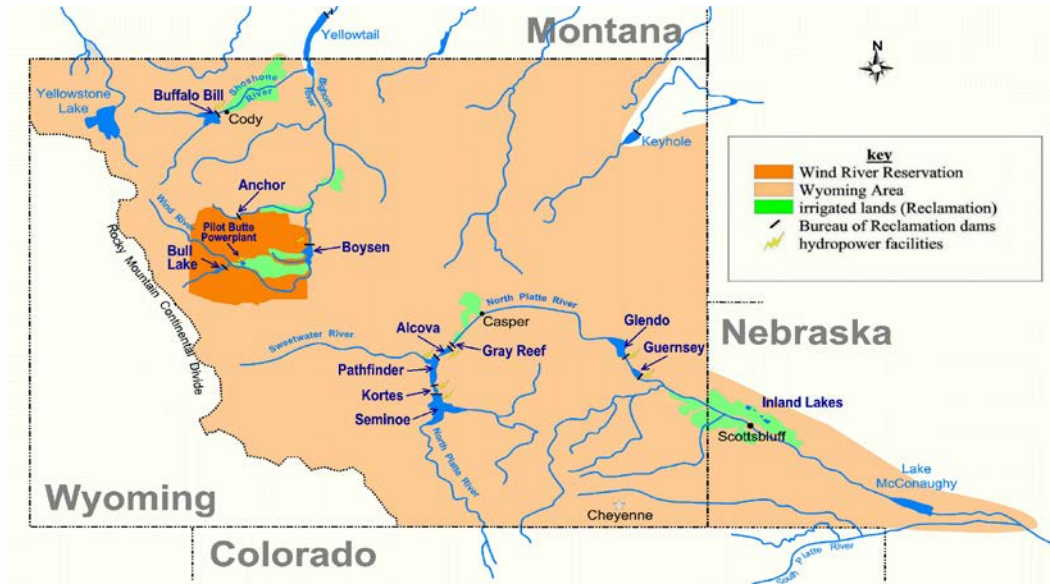 Montana
Yellowtail
N
Shoshone
River
Bighorn
River
Yellowstone
Lake
Buffalo Bill
Cody
Keyhole
key
Wind River Reservation
Wyoming Area
irrigated lands (Reclamation)
Bureau of Reclamation dams
hydropower facilities
Anchor
Wind River
Pilot Butte
Powerplant
Bull
Lake
Boysen
Rocky Mountain Continental Divide
North Platte River
Casper
Alcova
Gray Reef
Sweetwater River
Pathfinder
Kortes
Seminoe
North Platte River
Glendo
Guernsey
Nebraska
Inland Lakes
Scottsbluff
Lake
McConaughy
Wyoming
Cheyenne
Colorado
South Platte River